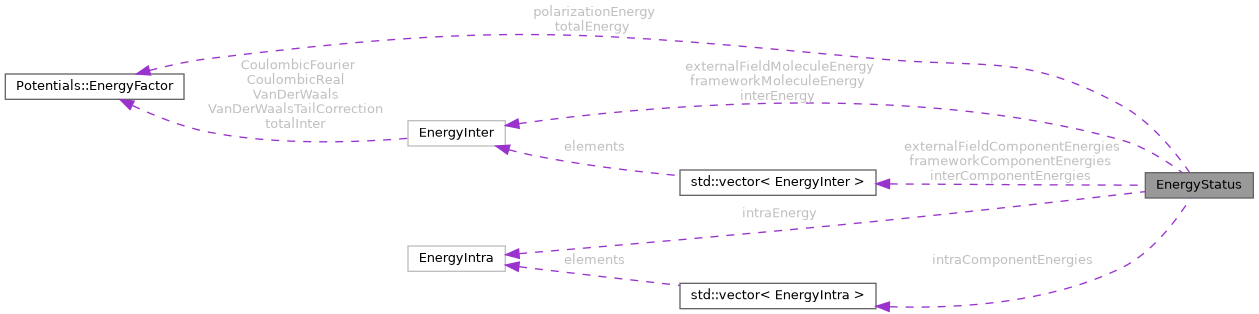 polarizationEnergy
totalEnergy
CoulombicFourier
CoulombicReal
VanDerWaals
VanDerWaalsTailCorrection
totalInter
externalFieldMoleculeEnergy
frameworkMoleculeEnergy
interEnergy
Potentials::EnergyFactor
EnergyInter
elements
externalFieldComponentEnergies
frameworkComponentEnergies
interComponentEnergies
std::vector< EnergyInter >
EnergyStatus
intraEnergy
EnergyIntra
elements
intraComponentEnergies
std::vector< EnergyIntra >